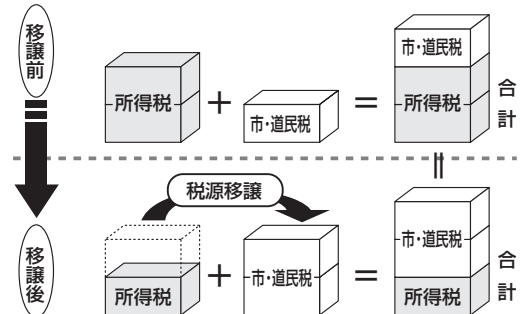 移譲前
所得税
+
市・道民税
=
市・道民税
所得税
合計
税源移譲
移譲後
所得税
+
市・道民税
=
市・道民税
所得税
合計